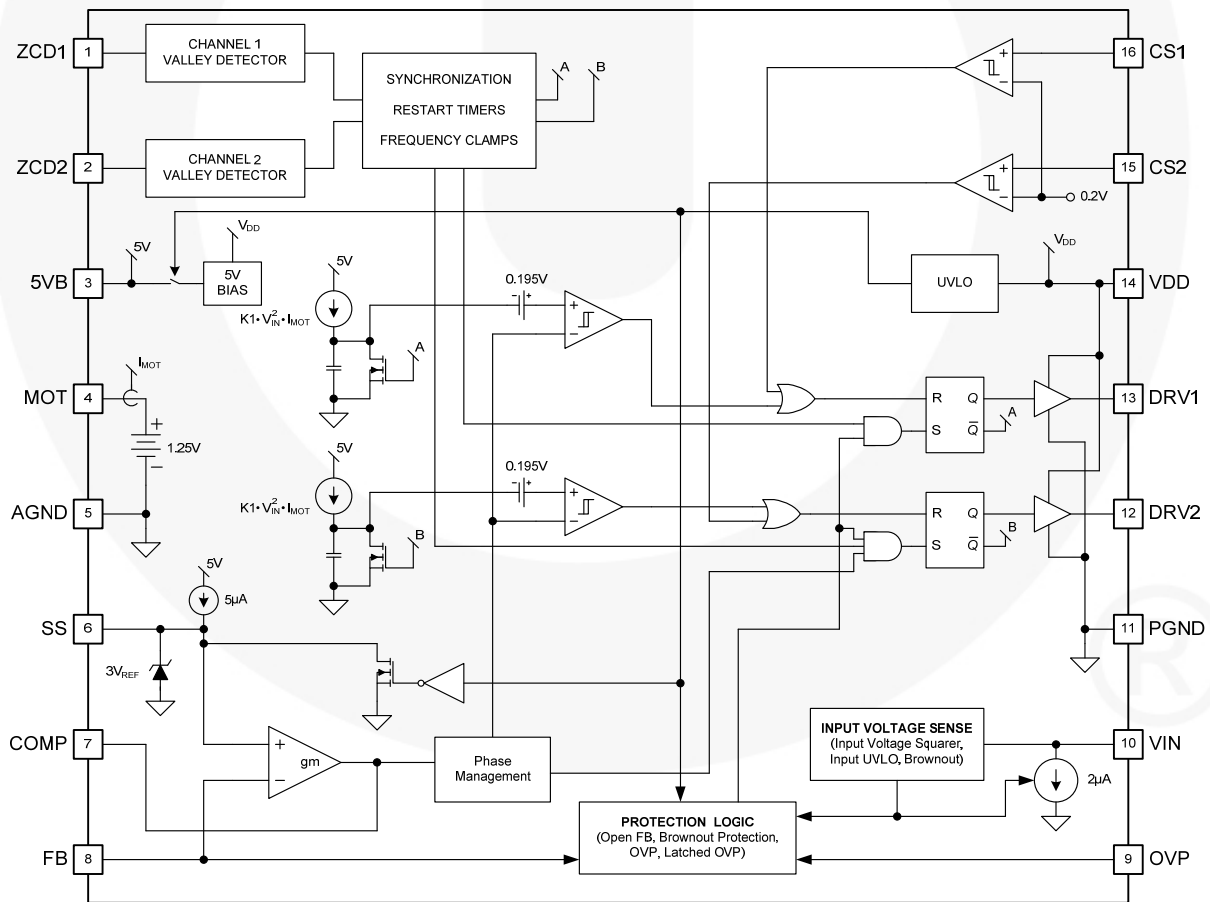 ZCD1
1
CHANNEL 1
VALLEY DETECTOR
SYNCHRONIZATION
RESTART TIMERS
FREQUENCY CLAMPS
A
B
16
CS1
ZCD2
2
CHANNEL 2
VALLEY DETECTOR
15
CS2
0.2V
5VB
3
5V
VDD
5V
BIAS
5V
K1·V²IN·IMOT
A
0.195V
UVLO
VDD
14
VDD
MOT
4
IMOT
1.25V
R
Q
S
Q̅
A
13
DRV1
AGND
5
5V
K1·V²IN·IMOT
B
0.195V
R
Q
S
Q̅
B
12
DRV2
SS
6
5V
5µA
3VREF
11
PGND
COMP
7
gm
Phase
Management
INPUT VOLTAGE SENSE
(Input Voltage Squarer,
Input UVLO, Brownout)
10
VIN
2µA
FB
8
PROTECTION LOGIC
(Open FB, Brownout Protection,
OVP, Latched OVP)
9
OVP
®